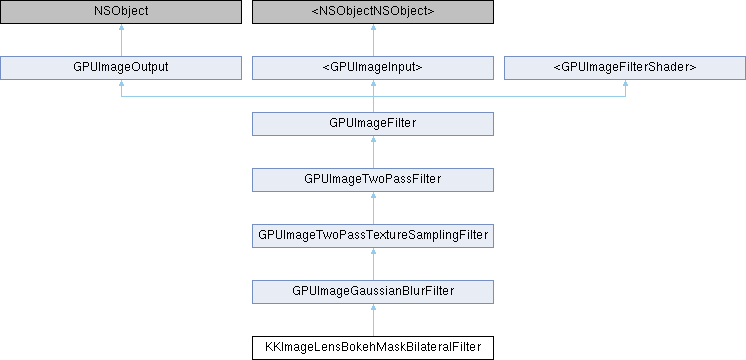 NSObject
<NSObjectNSObject>
GPUImageOutput
<GPUImageInput>
<GPUImageFilterShader>
GPUImageFilter
GPUImageTwoPassFilter
GPUImageTwoPassTextureSamplingFilter
GPUImageGaussianBlurFilter
KKImageLensBokehMaskBilateralFilter